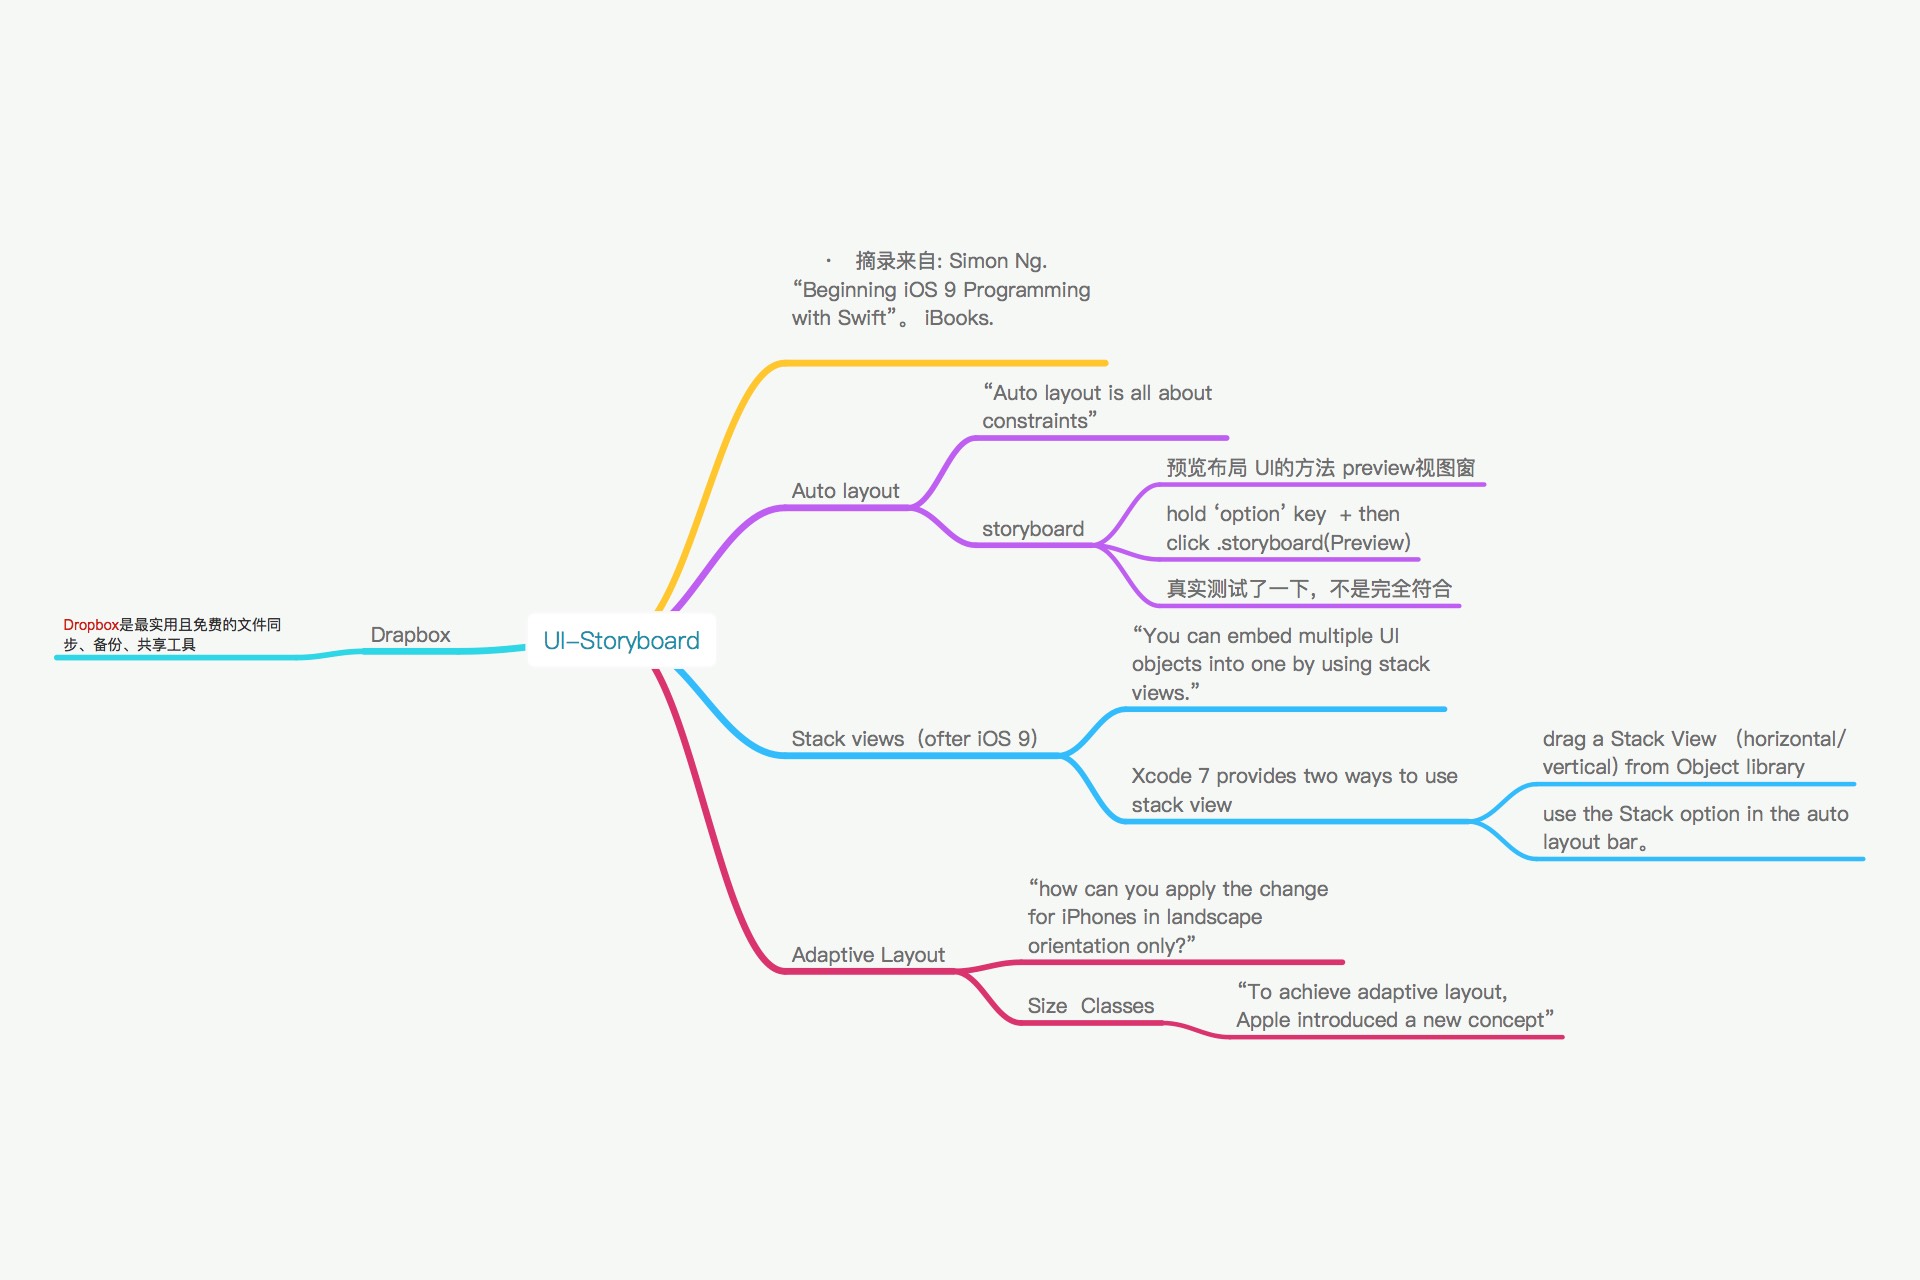 · 摘录来自: Simon Ng.
“Beginning iOS 9 Programming
with Swift”。 iBooks.
“Auto layout is all about
constraints”
Auto layout
预览布局 UI的方法 preview视图窗
storyboard
hold ‘option’ key + then
click .storyboard(Preview)
真实测试了一下，不是完全符合
Dropbox是最实用且免费的文件同
步、备份、共享工具
Drapbox
UI-Storyboard
“You can embed multiple UI
objects into one by using stack
views.”
Stack views（ofter iOS 9）
Xcode 7 provides two ways to use
stack view
drag a Stack View （horizontal/
vertical) from Object library
use the Stack option in the auto
layout bar。
“how can you apply the change
for iPhones in landscape
orientation only?”
Adaptive Layout
Size Classes
“To achieve adaptive layout,
Apple introduced a new concept”